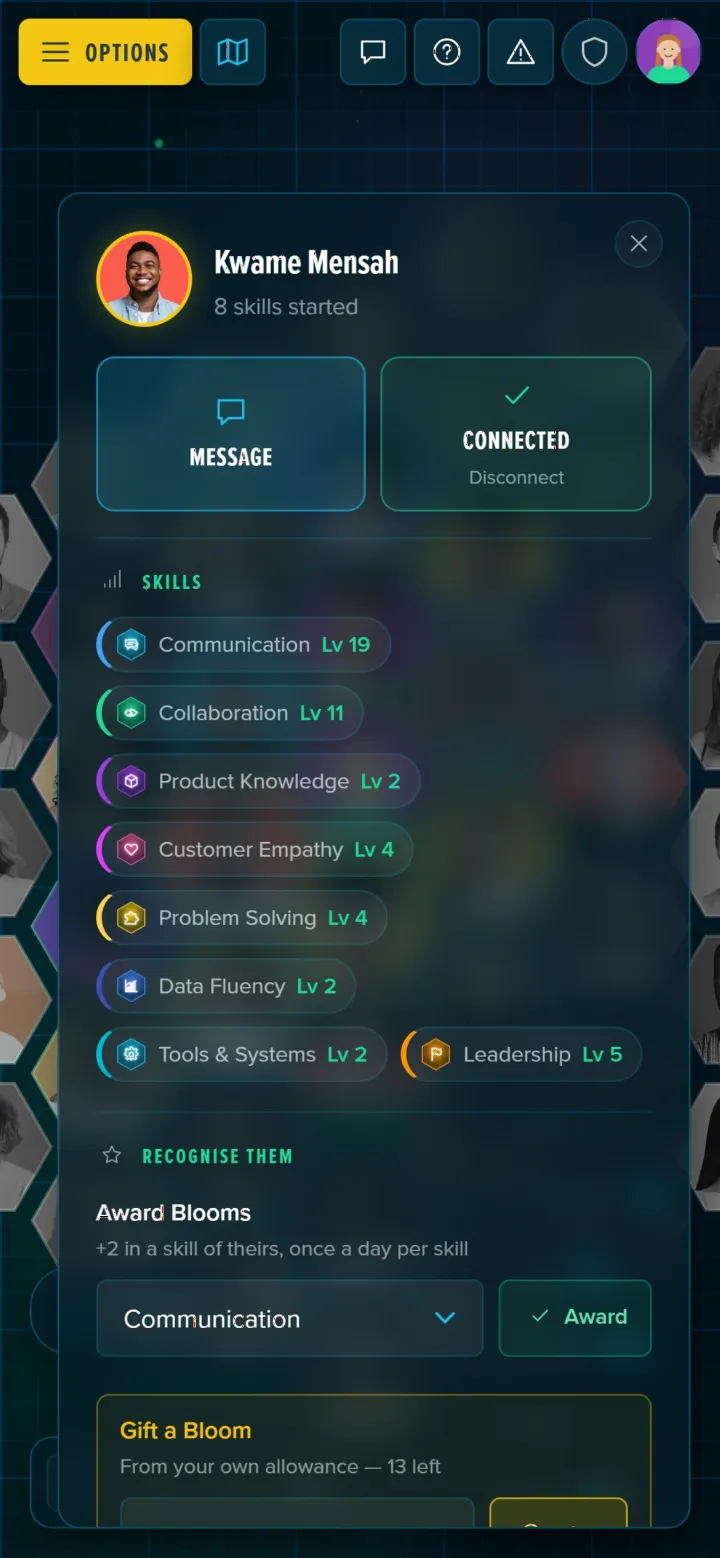 OPTIONS
Kwame Mensah
8 skills started
MESSAGE
CONNECTED
Disconnect
SKILLS
Communication Lv 19
Collaboration Lv 11
Product Knowledge Lv 2
Customer Empathy Lv 4
Problem Solving Lv 4
Data Fluency Lv 2
Tools & Systems Lv 2
Leadership Lv 5
RECOGNISE THEM
Award Blooms
+2 in a skill of theirs, once a day per skill
Communication
Award
Gift a Bloom
From your own allowance — 13 left